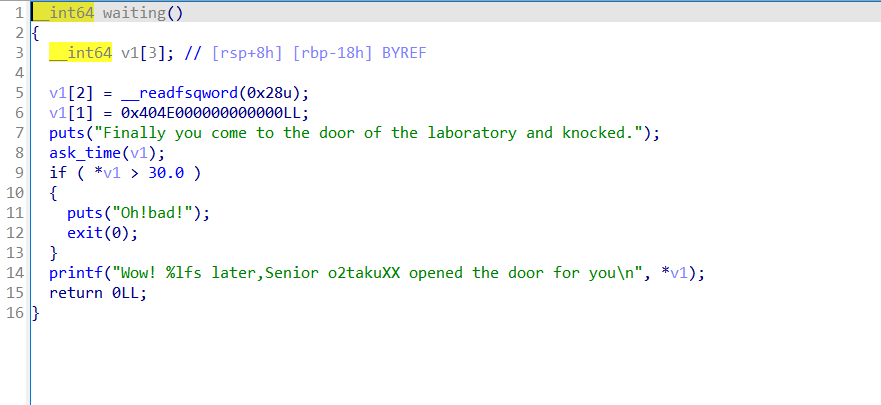 1 __int64 waiting()
2 {
3 __int64 v1[3]; // [rsp+8h] [rbp-18h] BYREF
4
5 v1[2] = __readfsqword(0x28u);
6 v1[1] = 0x404E000000000000LL;
7 puts("Finally you come to the door of the laboratory and knocked.");
8 ask_time(v1);
9 if ( *v1 > 30.0 )
10 {
11 puts("Oh!bad!");
12 exit(0);
13 }
14 printf("Wow! %lfs later,Senior o2takuXX opened the door for you\n", *v1);
15 return 0LL;
16 }